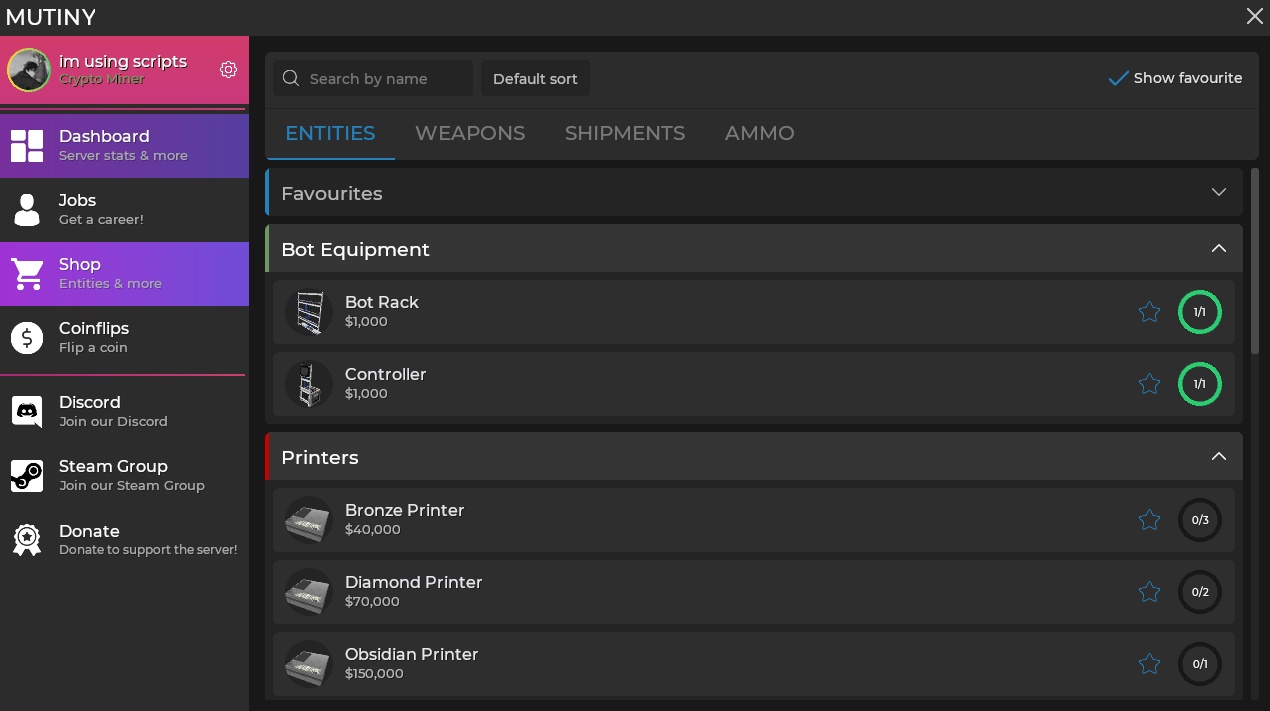 MUTINY
im using scripts
Crypto Miner
Dashboard
Server stats & more
Jobs
Get a career!
Shop
Entities & more
Coinflips
Flip a coin
Discord
Join our Discord
Steam Group
Join our Steam Group
Donate
Donate to support the server!
Search by name
Default sort
Show favourite
ENTITIES WEAPONS SHIPMENTS AMMO
Favourites
Bot Equipment
Bot Rack
$1,000
1/1
Controller
$1,000
1/1
Printers
Bronze Printer
$40,000
0/3
Diamond Printer
$70,000
0/2
Obsidian Printer
$150,000
0/1